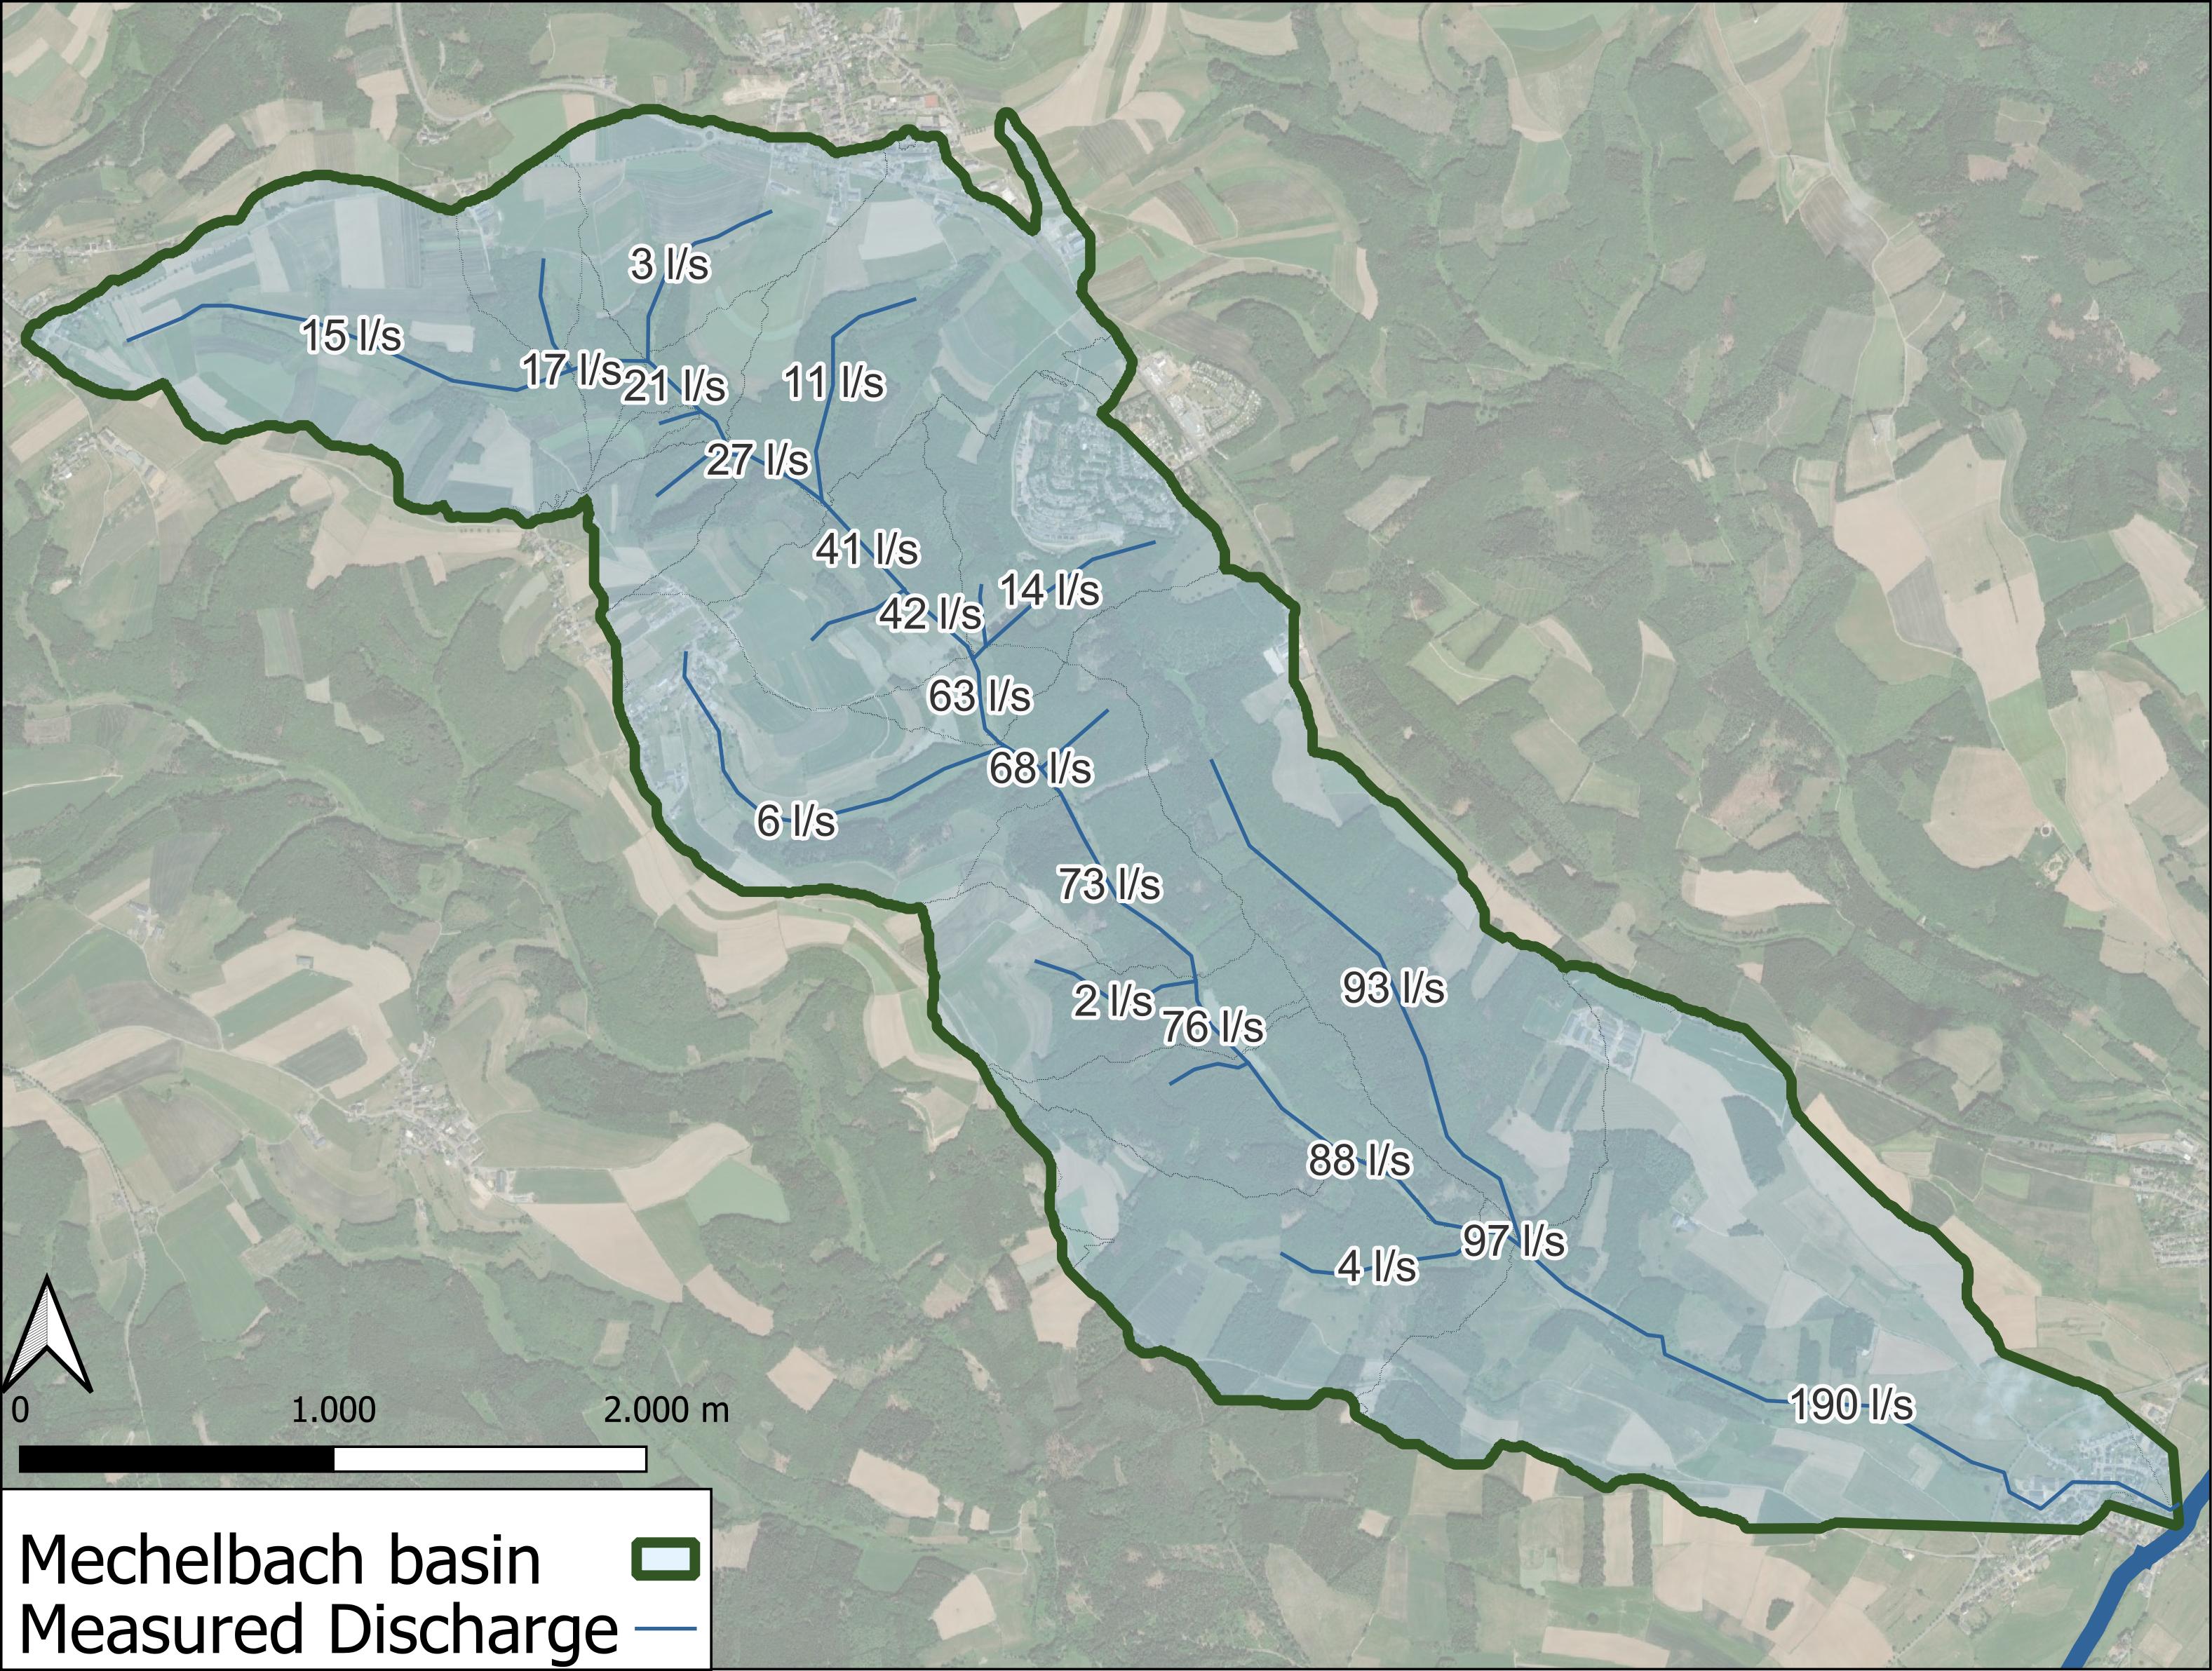 3 l/s
15 l/s
17 l/s
21 l/s
11 l/s
27 l/s
41 l/s
14 l/s
42 l/s
63 l/s
68 l/s
6 l/s
73 l/s
93 l/s
2 l/s
76 l/s
88 l/s
97 l/s
4 l/s
190 l/s
0 1.000 2.000 m
Mechelbach basin
Measured Discharge